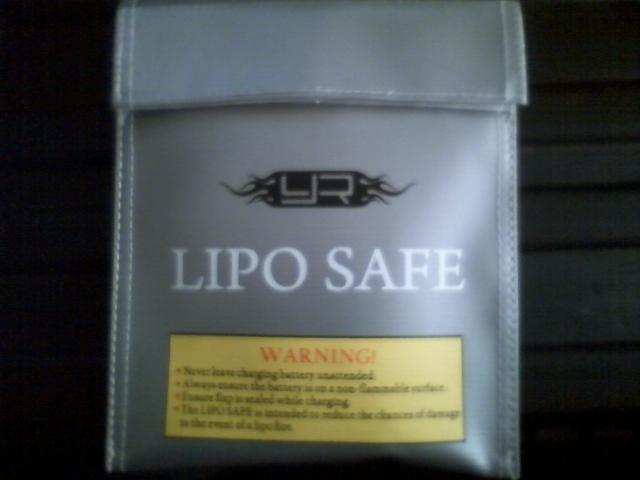 YR
LIPO SAFE
WARNING!
• Never leave charging battery unattended.
• Always ensure the battery is on a non-flammable surface.
• Ensure flap is sealed while charging.
• The LIPO SAFE is intended to reduce the chances of damage
in the event of a lipo fire.